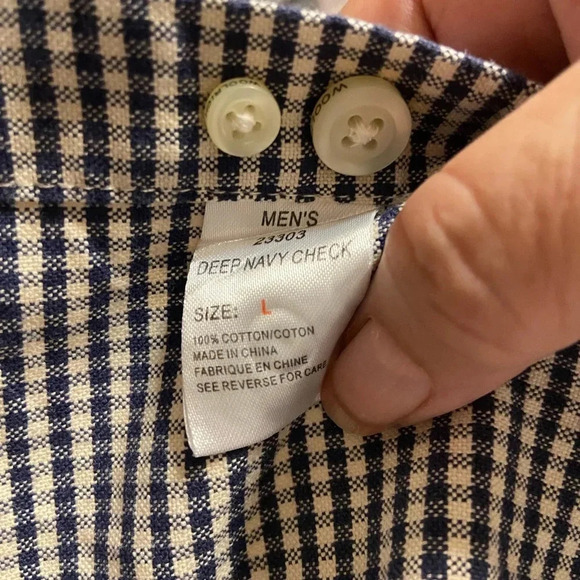 MEN'S
23303
DEEP NAVY CHECK
SIZE: L
100% COTTON/COTON
MADE IN CHINA
FABRIQUE EN CHINE
SEE REVERSE FOR CARE